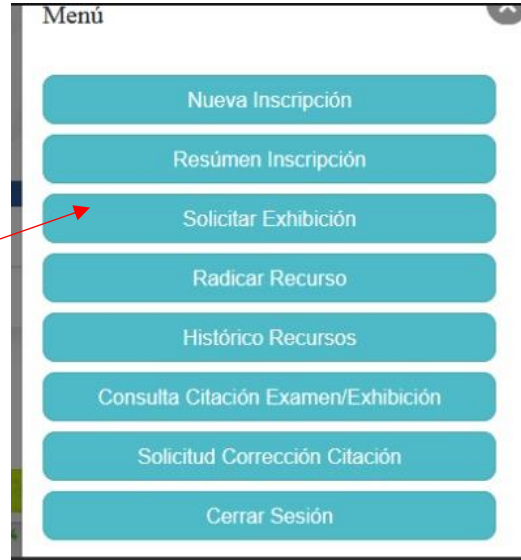 Menú
Nueva Inscripción
Resúmen Inscripción
Solicitar Exhibición
Radicar Recurso
Histórico Recursos
Consulta Citación Examen/Exhibición
Solicitud Corrección Citación
Cerrar Sesión